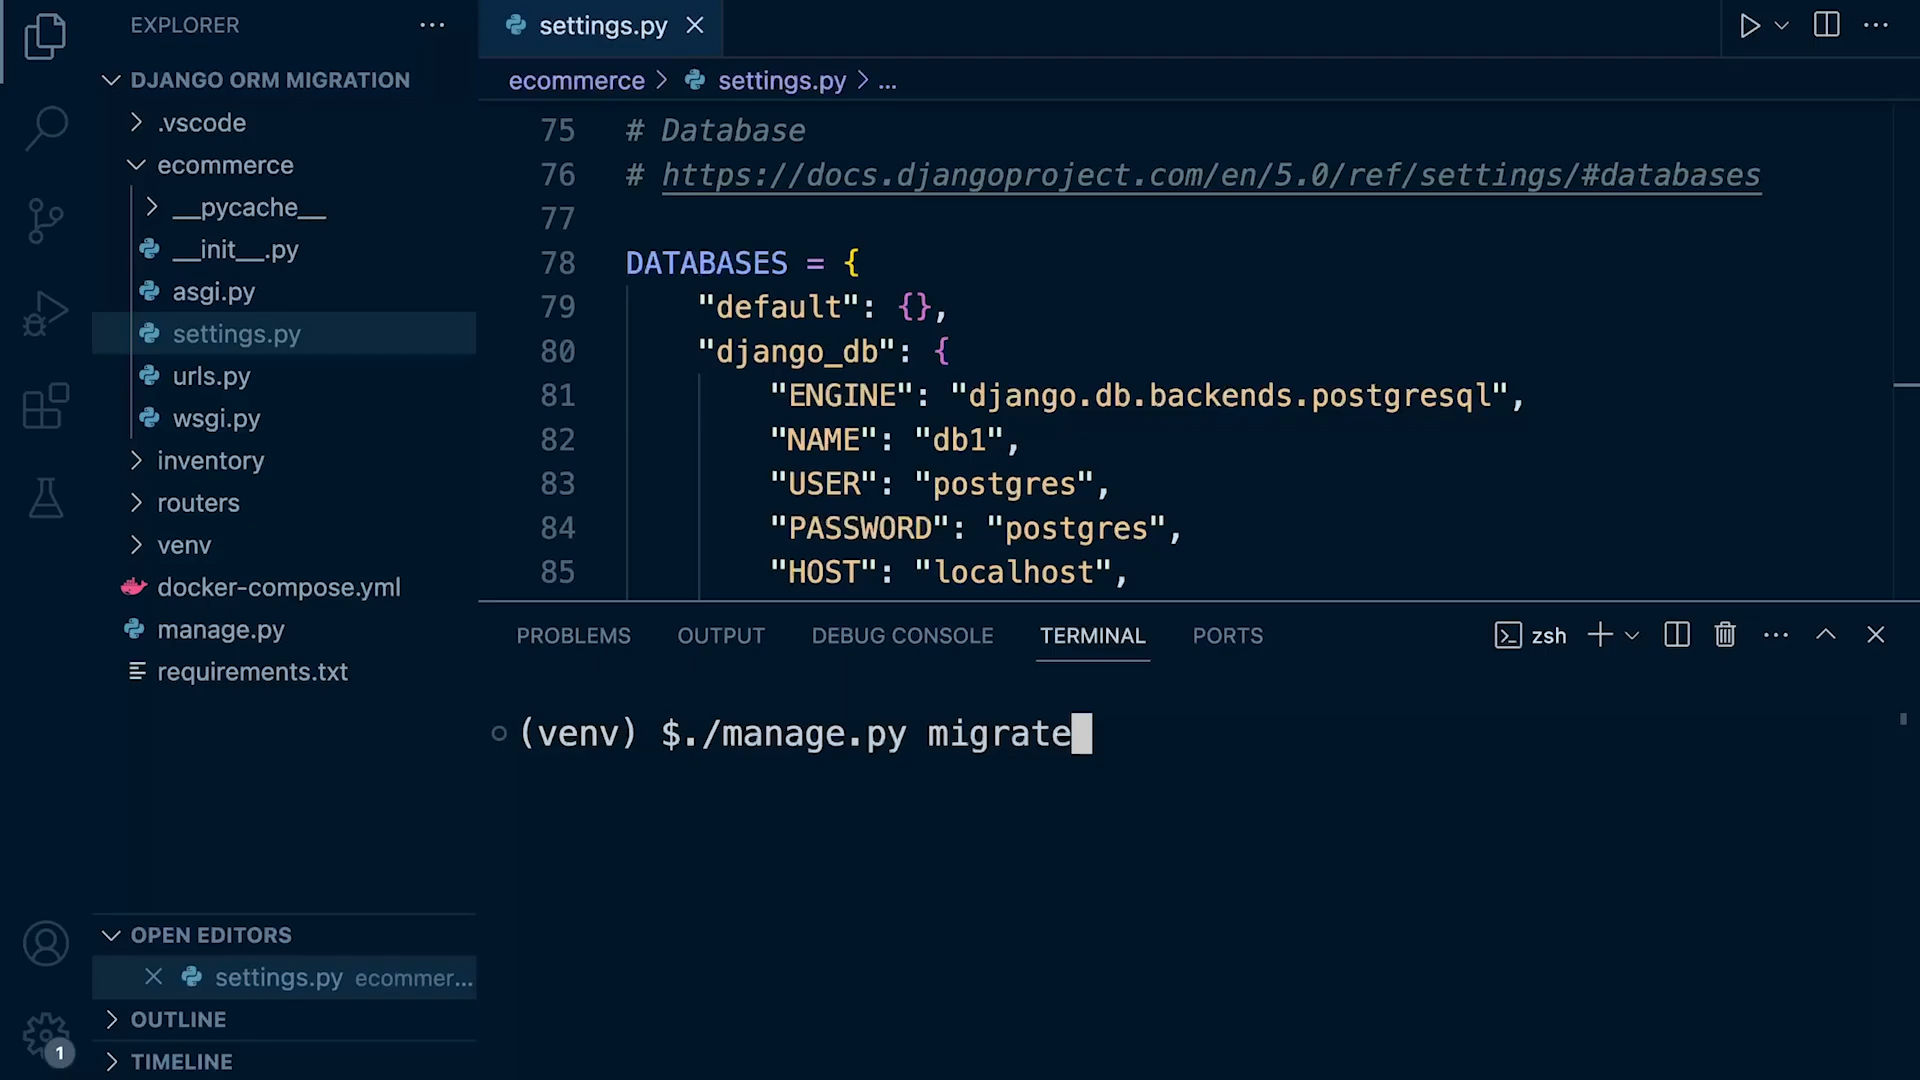 EXPLORER
DJANGO ORM MIGRATION
.vscode
ecommerce
__pycache__
__init__.py
asgi.py
settings.py
urls.py
wsgi.py
inventory
routers
venv
docker-compose.yml
manage.py
requirements.txt
OPEN EDITORS
settings.py ecommer...
OUTLINE
TIMELINE
1
settings.py
ecommerce > settings.py > ...
75 # Database
76 # https://docs.djangoproject.com/en/5.0/ref/settings/#databases
77
78 DATABASES = {
79 "default": {},
80 "django_db": {
81 "ENGINE": "django.db.backends.postgresql",
82 "NAME": "db1",
83 "USER": "postgres",
84 "PASSWORD": "postgres",
85 "HOST": "localhost",
PROBLEMS OUTPUT DEBUG CONSOLE TERMINAL PORTS zsh
(venv) $./manage.py migrate